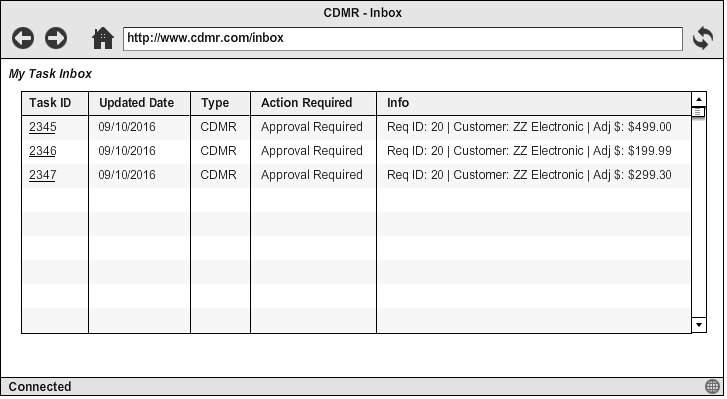 CDMR - Inbox
http://www.cdmr.com/inbox
My Task Inbox
Task ID Updated Date Type Action Required Info
2345 09/10/2016 CDMR Approval Required Req ID: 20 | Customer: ZZ Electronic | Adj $: $499.00
2346 09/10/2016 CDMR Approval Required Req ID: 20 | Customer: ZZ Electronic | Adj $: $199.99
2347 09/10/2016 CDMR Approval Required Req ID: 20 | Customer: ZZ Electronic | Adj $: $299.30
Connected